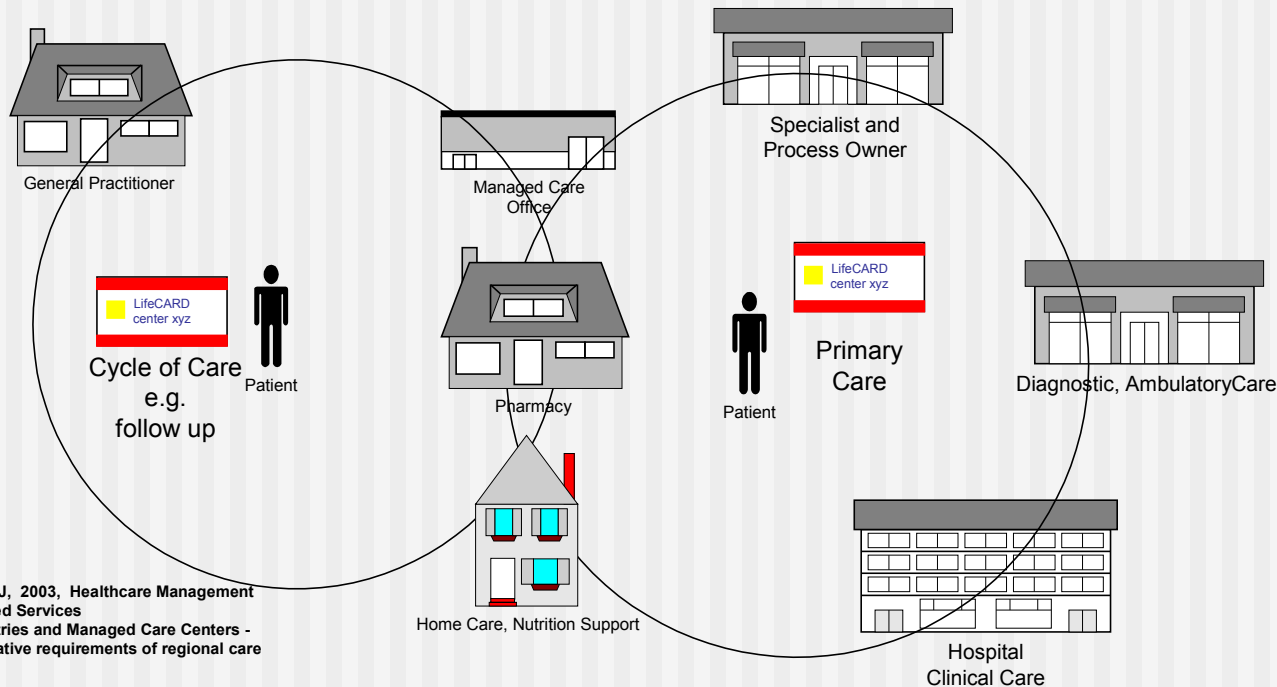 General Practitioner
Managed Care
Office
Specialist and
Process Owner
LifeCARD
center xyz
Cycle of Care
e.g.
follow up
Patient
Pharmacy
LifeCARD
center xyz
Primary
Care
Patient
Diagnostic, AmbulatoryCare
Home Care, Nutrition Support
Hospital
Clinical Care
J, 2003, Healthcare Management
ed Services
tries and Managed Care Centers -
ative requirements of regional care